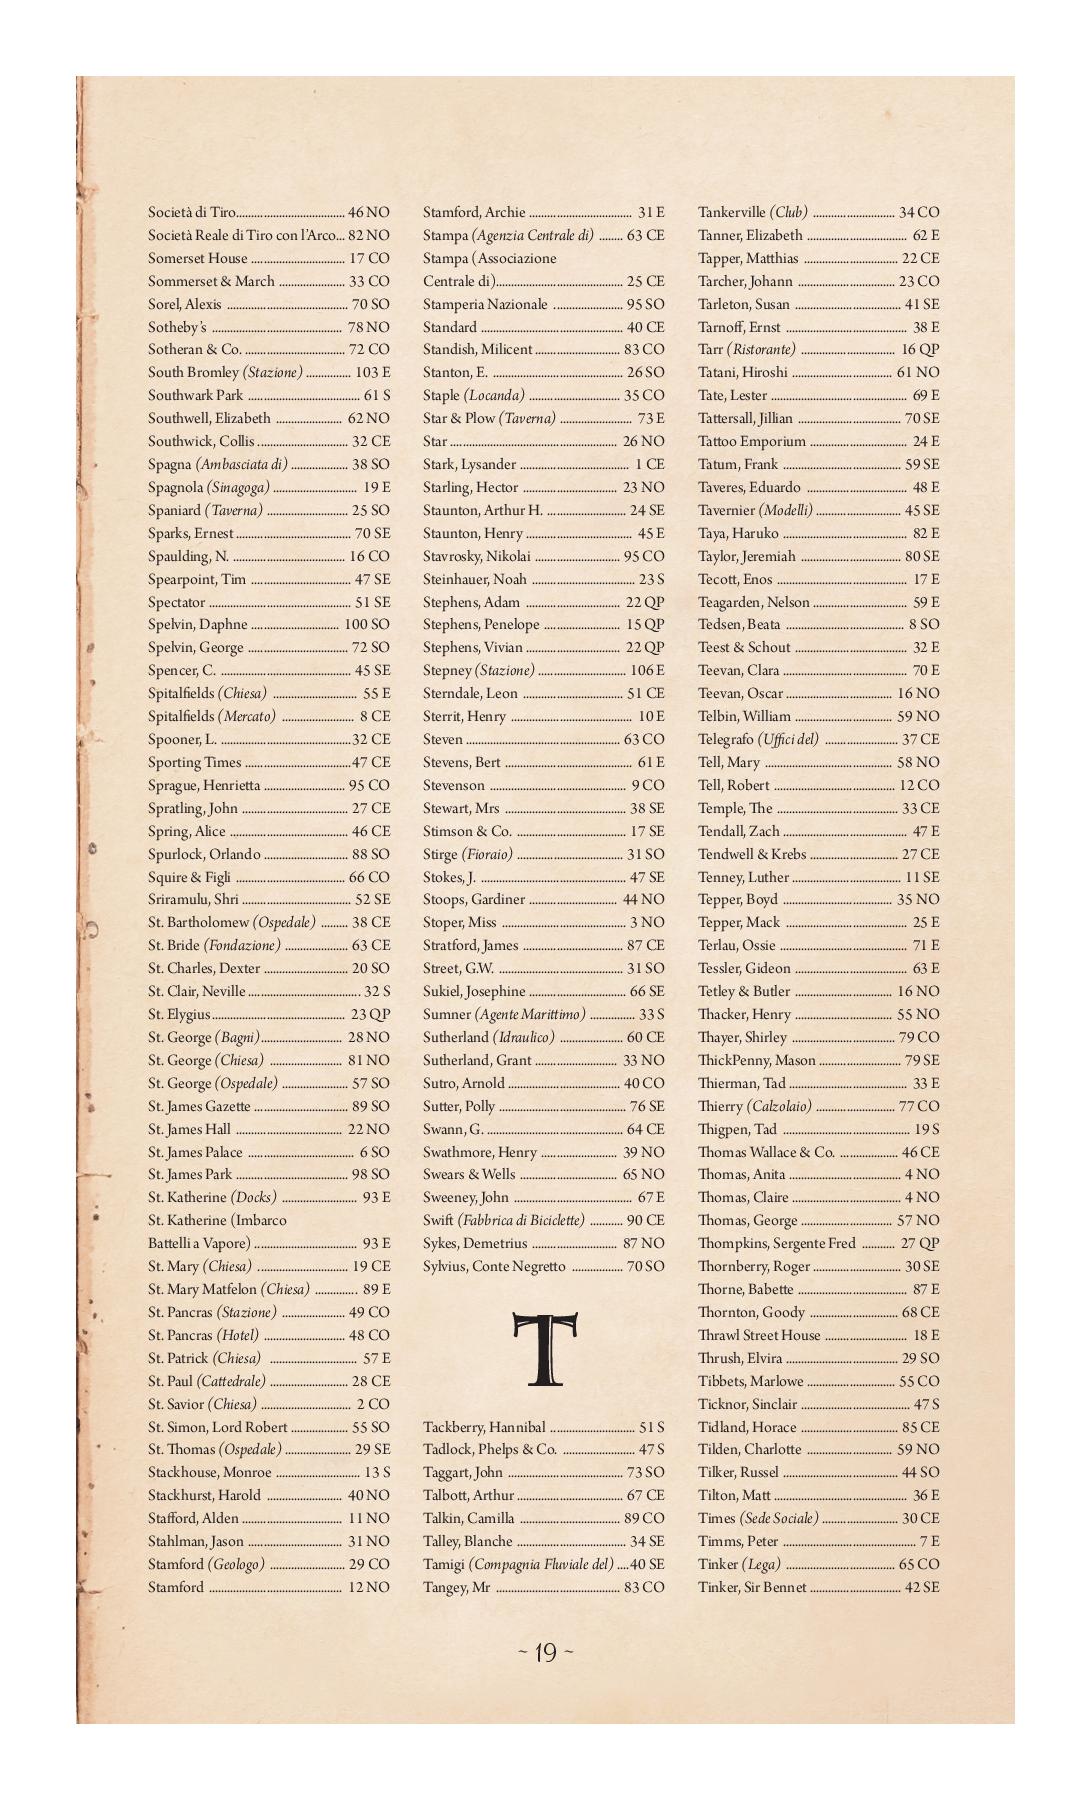 Società di Tiro.................................... 46 NO
Società Reale di Tiro con l'Arco... 82 NO
Somerset House ............................... 17 CO
Sommerset & March ....................... 33 CO
Sorel, Alexis ........................................ 70 SO
Sotheby's ........................................... 78 NO
Sotheran & Co. .................................. 72 CO
South Bromley (Stazione) ............... 103 E
Southwark Park ..................................... 61 S
Southwell, Elizabeth ...................... 62 NO
Southwick, Collis .............................. 32 CE
Spagna (Ambasciata di) ................... 38 SO
Spagnola (Sinagoga) ............................ 19 E
Spaniard (Taverna) ........................... 25 SO
Sparks, Ernest ...................................... 70 SE
Spaulding, N. ...................................... 16 CO
Spearpoint, Tim ................................. 47 SE
Spectator ............................................... 51 SE
Spelvin, Daphne ............................. 100 SO
Spelvin, George ................................. 72 SO
Spencer, C. ........................................... 45 SE
Spitalfields (Chiesa) ............................ 55 E
Spitalfields (Mercato) ........................ 8 CE
Spooner, L. ...........................................32 CE
Sporting Times ....................................47 CE
Sprague, Henrietta ........................... 95 CO
Spratling, John .................................... 27 CE
Spring, Alice ....................................... 46 CE
Spurlock, Orlando ............................ 88 SO
Squire & Figli ..................................... 66 CO
Sriramulu, Shri ................................... 52 SE
St. Bartholomew (Ospedale) ......... 38 CE
St. Bride (Fondazione) ..................... 63 CE
St. Charles, Dexter ............................ 20 SO
St. Clair, Neville ..................................... 32 S
St. Elygius............................................ 23 QP
St. George (Bagni)........................... 28 NO
St. George (Chiesa) ........................ 81 NO
St. George (Ospedale) ...................... 57 SO
St. James Gazette ............................... 89 SO
St. James Hall ................................... 22 NO
St. James Palace ................................... 6 SO
St. James Park ..................................... 98 SO
St. Katherine (Docks) ......................... 93 E
St. Katherine (Imbarco
Battelli a Vapore) .................................. 93 E
St. Mary (Chiesa) .............................. 19 CE
St. Mary Matfelon (Chiesa) .............. 89 E
St. Pancras (Stazione) ...................... 49 CO
St. Pancras (Hotel) ............................ 48 CO
St. Patrick (Chiesa) ............................. 57 E
St. Paul (Cattedrale) .......................... 28 CE
St. Savior (Chiesa) .............................. 2 CO
St. Simon, Lord Robert ................... 55 SO
St. Thomas (Ospedale) ...................... 29 SE
Stackhouse, Monroe ............................ 13 S
Stackhurst, Harold ......................... 40 NO
Stafford, Alden ................................. 11 NO
Stahlman, Jason ............................... 31 NO
Stamford (Geologo) .......................... 29 CO
Stamford ............................................ 12 NO
Stamford, Archie .................................. 31 E
Stampa (Agenzia Centrale di) ........ 63 CE
Stampa (Associazione
Centrale di).......................................... 25 CE
Stamperia Nazionale ....................... 95 SO
Standard ............................................... 40 CE
Standish, Milicent ............................ 83 CO
Stanton, E. ........................................... 26 SO
Staple (Locanda) ................................ 35 CO
Star & Plow (Taverna) ........................ 73 E
Star ....................................................... 26 NO
Stark, Lysander ..................................... 1 CE
Starling, Hector ............................... 23 NO
Staunton, Arthur H. .......................... 24 SE
Staunton, Henry .................................... 45 E
Stavrosky, Nikolai ............................ 95 CO
Steinhauer, Noah ................................... 23 S
Stephens, Adam ............................... 22 QP
Stephens, Penelope .......................... 15 QP
Stephens, Vivian ............................... 22 QP
Stepney (Stazione) ............................. 106 E
Sterndale, Leon .................................. 51 CE
Sterrit, Henry ........................................ 10 E
Steven ................................................... 63 CO
Stevens, Bert ........................................... 61 E
Stevenson .............................................. 9 CO
Stewart, Mrs ........................................ 38 SE
Stimson & Co. .................................... 17 SE
Stirge (Fioraio) .................................. 31 SO
Stokes, J. ............................................... 47 SE
Stoops, Gardiner ............................. 44 NO
Stoper, Miss ......................................... 3 NO
Stratford, James ................................. 87 CE
Street, G.W. ......................................... 31 SO
Sukiel, Josephine ................................ 66 SE
Sumner (Agente Marittimo) ............... 33 S
Sutherland (Idraulico) ..................... 60 CE
Sutherland, Grant ........................... 33 NO
Sutro, Arnold ..................................... 40 CO
Sutter, Polly ......................................... 76 SE
Swann, G. ............................................. 64 CE
Swathmore, Henry .......................... 39 NO
Swears & Wells ................................ 65 NO
Sweeney, John ....................................... 67 E
Swift (Fabbrica di Biciclette) ........... 90 CE
Sykes, Demetrius ............................ 87 NO
Sylvius, Conte Negretto ................. 70 SO
T
Tackberry, Hannibal ............................. 51 S
Tadlock, Phelps & Co. ........................ 47 S
Taggart, John ...................................... 73 SO
Talbott, Arthur ................................... 67 CE
Talkin, Camilla ................................... 89 CO
Talley, Blanche .................................... 34 SE
Tamigi (Compagnia Fluviale del) ....40 SE
Tangey, Mr ......................................... 83 CO
Tankerville (Club) ........................... 34 CO
Tanner, Elizabeth ................................. 62 E
Tapper, Matthias ............................... 22 CE
Tarcher, Johann ................................ 23 CO
Tarleton, Susan ................................... 41 SE
Tarnoff, Ernst ........................................ 38 E
Tarr (Ristorante) ............................... 16 QP
Tatani, Hiroshi ................................. 61 NO
Tate, Lester ............................................. 69 E
Tattersall, Jillian .................................. 70 SE
Tattoo Emporium ................................ 24 E
Tatum, Frank ...................................... 59 SE
Taveres, Eduardo ................................. 48 E
Tavernier (Modelli) ........................... 45 SE
Taya, Haruko ......................................... 82 E
Taylor, Jeremiah ................................. 80 SE
Tecott, Enos ........................................... 17 E
Teagarden, Nelson ............................... 59 E
Tedsen, Beata ....................................... 8 SO
Teest & Schout ...................................... 32 E
Teevan, Clara ......................................... 70 E
Teevan, Oscar ................................... 16 NO
Telbin, William ................................ 59 NO
Telegrafo (Uffici del) ........................ 37 CE
Tell, Mary .......................................... 58 NO
Tell, Robert ......................................... 12 CO
Temple, The ........................................ 33 CE
Tendall, Zach ......................................... 47 E
Tendwell & Krebs ............................. 27 CE
Tenney, Luther .................................... 11 SE
Tepper, Boyd .................................... 35 NO
Tepper, Mack ........................................ 25 E
Terlau, Ossie .......................................... 71 E
Tessler, Gideon ..................................... 63 E
Tetley & Butler ................................ 16 NO
Thacker, Henry ................................ 55 NO
Thayer, Shirley ................................... 79 CO
ThickPenny, Mason ........................... 79 SE
Thierman, Tad ....................................... 33 E
Thierry (Calzolaio) .......................... 77 CO
Thigpen, Tad .......................................... 19 S
Thomas Wallace & Co. ................... 46 CE
Thomas, Anita .................................... 4 NO
Thomas, Claire ................................... 4 NO
Thomas, George .............................. 57 NO
Thompkins, Sergente Fred ........... 27 QP
Thornberry, Roger ............................. 30 SE
Thorne, Babette .................................... 87 E
Thornton, Goody .............................. 68 CE
Thrawl Street House ........................... 18 E
Thrush, Elvira ..................................... 29 SO
Tibbets, Marlowe .............................. 55 CO
Ticknor, Sinclair .................................... 47 S
Tidland, Horace ................................. 85 CE
Tilden, Charlotte ............................. 59 NO
Tilker, Russel ...................................... 44 SO
Tilton, Matt ............................................ 36 E
Times (Sede Sociale) ......................... 30 CE
Timms, Peter ........................................... 7 E
Tinker (Lega) ..................................... 65 CO
Tinker, Sir Bennet .............................. 42 SE
~ 19 ~